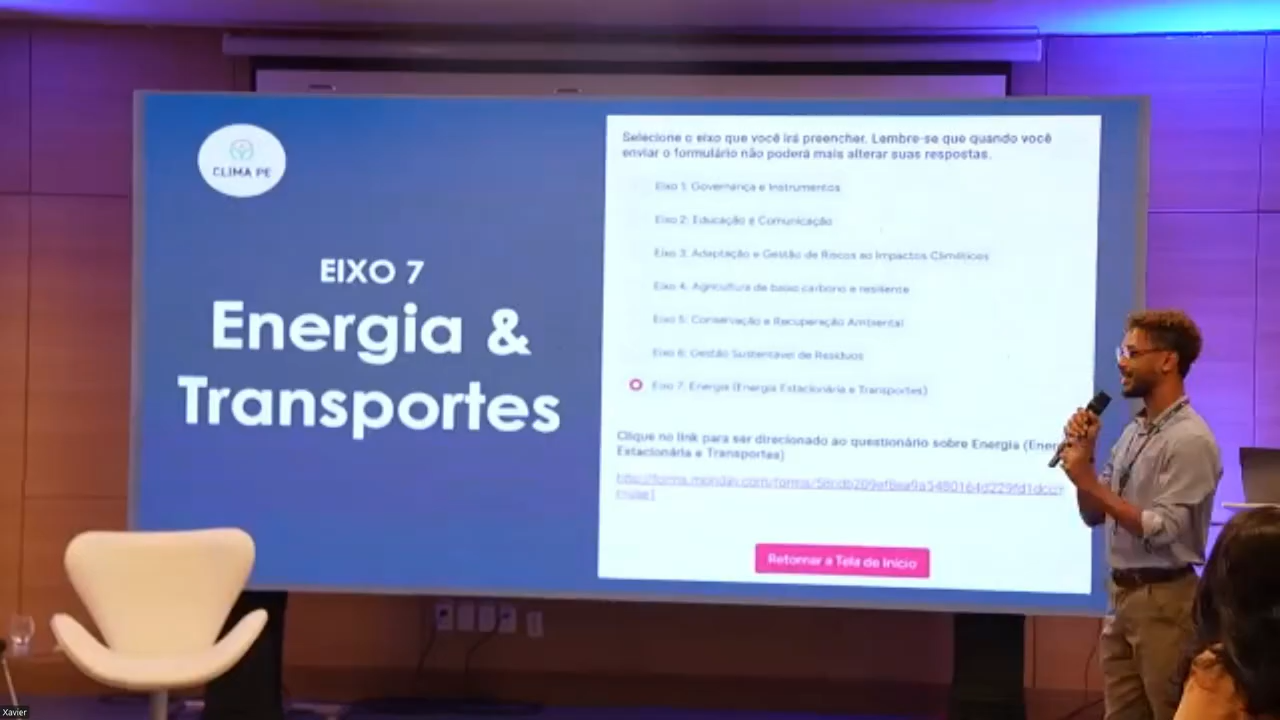 CLIMA PE
EIXO 7
Energia &
Transportes
Selecione o eixo que você irá preencher. Lembre-se que quando você
enviar o formulário não poderá mais alterar suas respostas.
Eixo 1: Governança e Instrumentos
Eixo 2: Educação e Comunicação
Eixo 3: Adaptação e Gestão de Riscos ao Impactos Climáticos
Eixo 4: Agricultura de baixo carbono e resiliente
Eixo 5: Conservação e Recuperação Ambiental
Eixo 6: Gestão Sustentável de Resíduos
Eixo 7: Energia (Energia Estacionária e Transportes)
Clique no link para ser direcionado ao questionário sobre Energia (Ener
Estacionária e Transportes)
Retornar a Tela de Início
Xavier